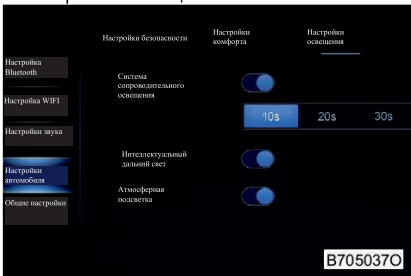 Настройки безопасности
Настройки
комфорта
Настройки
освещения
Настройка
Bluetooth
Настройка WIFI
Настройки звука
Настройки
автомобиля
Общие настройки
Система
сопроводительного
освещения
10s 20s 30s
Интеллектуальный
дальний свет
Атмосферная
подсветка
B705037O